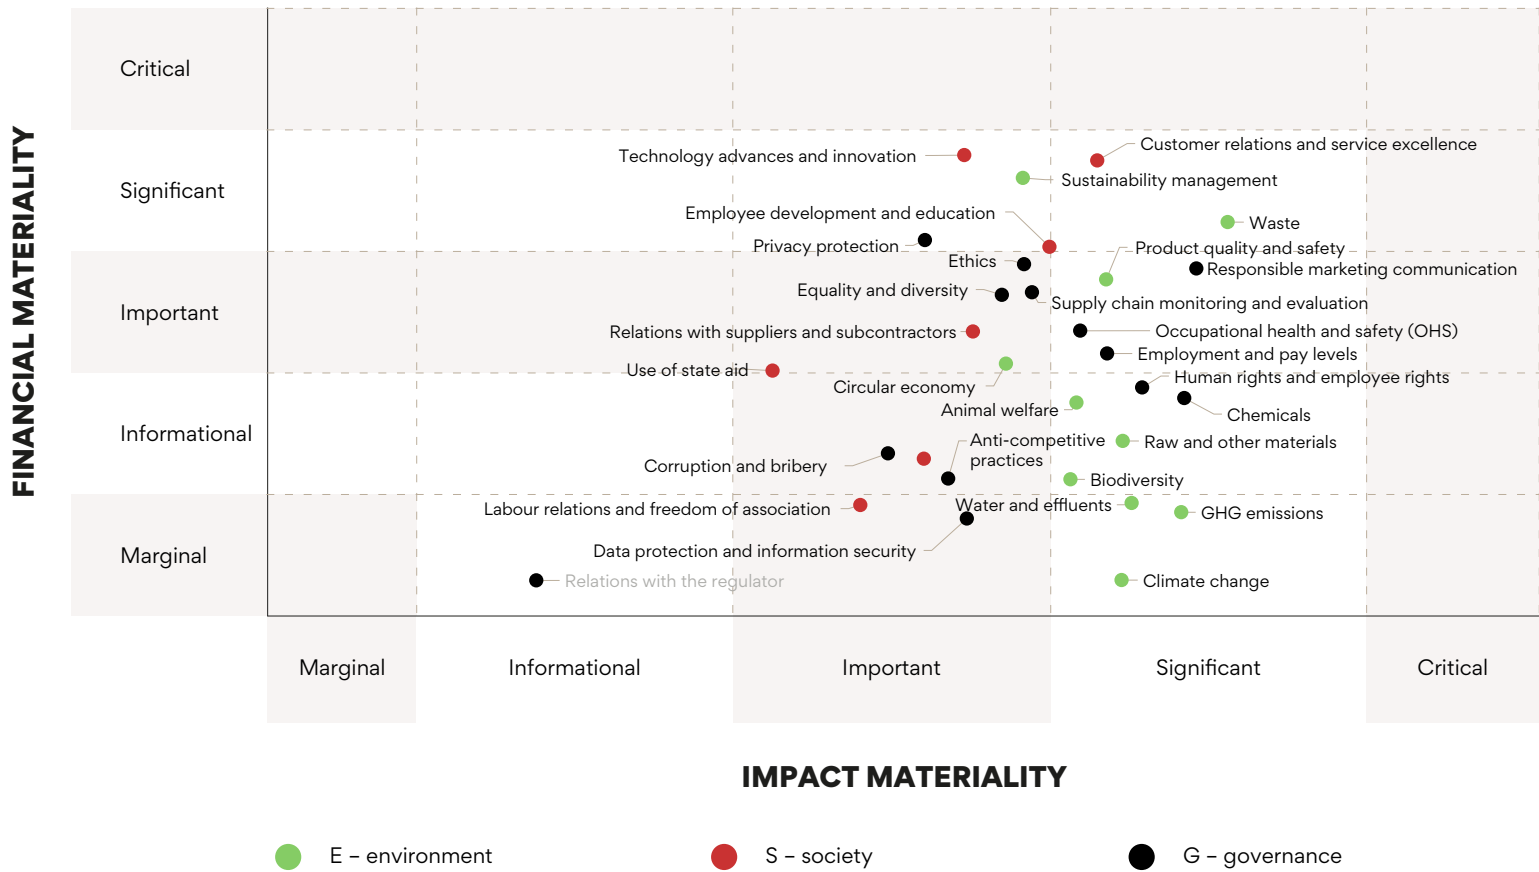 FINANCIAL MATERIALITY
Critical
Significant
Important
Informational
Marginal
Technology advances and innovation
Customer relations and service excellence
Sustainability management
Employee development and education
Waste
Privacy protection
Product quality and safety
Ethics
Responsible marketing communication
Equality and diversity
Supply chain monitoring and evaluation
Relations with suppliers and subcontractors
Occupational health and safety (OHS)
Employment and pay levels
Use of state aid
Human rights and employee rights
Circular economy
Animal welfare
Chemicals
Anti-competitive
practices
Raw and other materials
Corruption and bribery
Biodiversity
Labour relations and freedom of association
Water and effluents
GHG emissions
Data protection and information security
Relations with the regulator
Climate change
Marginal
Informational
Important
Significant
Critical
IMPACT MATERIALITY
E – environment
S – society
G – governance